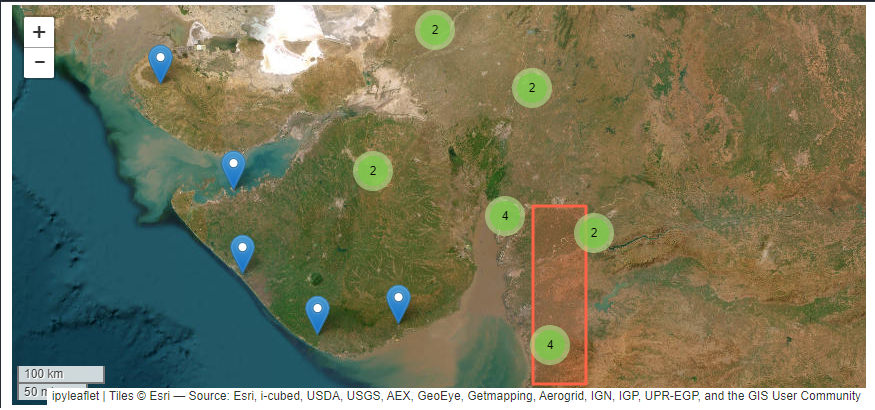 +
2
−
2
2
4
2
4
100 km
50 m
ipyleaflet | Tiles © Esri — Source: Esri, i-cubed, USDA, USGS, AEX, GeoEye, Getmapping, Aerogrid, IGN, IGP, UPR-EGP, and the GIS User Community